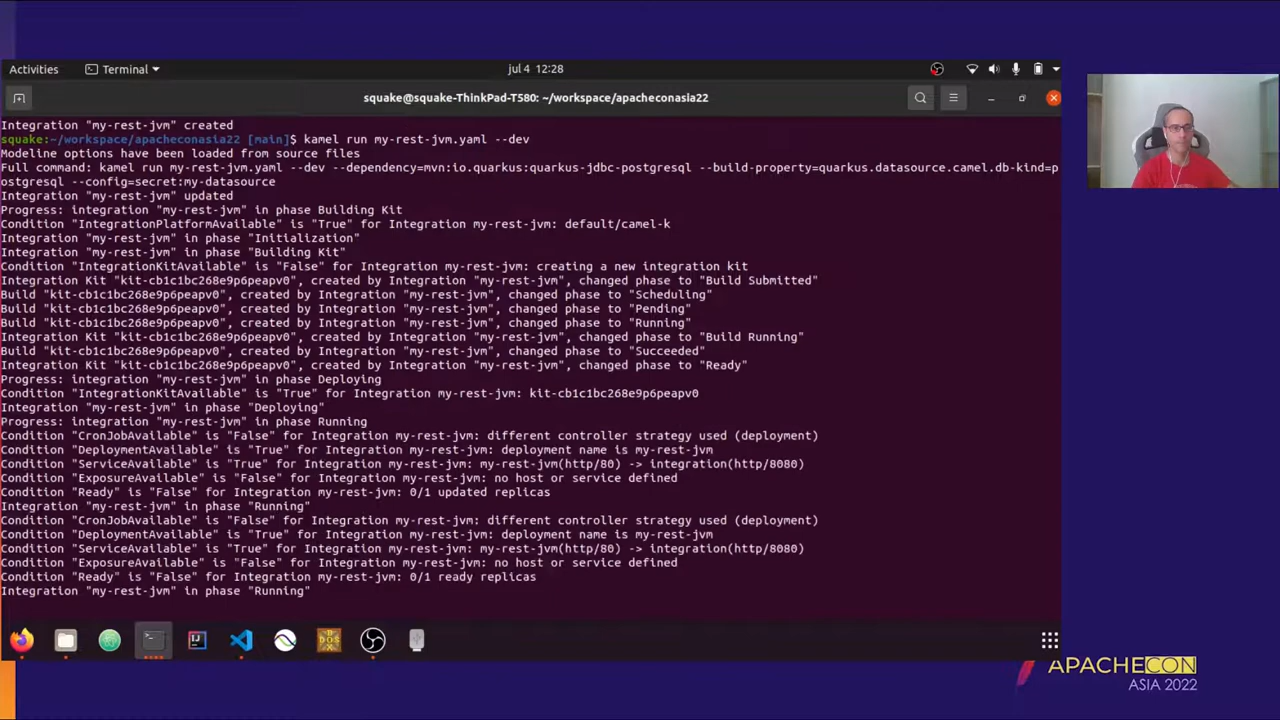 Activities
Terminal
jul 4 12:28
squake@squake-ThinkPad-T580: ~/workspace/apacheconasia22
Integration "my-rest-jvm" created
squake:~/workspace/apacheconasia22 [main]$ kamel run my-rest-jvm.yaml --dev
Modeline options have been loaded from source files
Full command: kamel run my-rest-jvm.yaml --dev --dependency=mvn:io.quarkus:quarkus-jdbc-postgresql --build-property=quarkus.datasource.camel.db-kind=p
ostgresql --config=secret:my-datasource
Integration "my-rest-jvm" updated
Progress: integration "my-rest-jvm" in phase Building Kit
Condition "IntegrationPlatformAvailable" is "True" for Integration my-rest-jvm: default/camel-k
Integration "my-rest-jvm" in phase "Initialization"
Integration "my-rest-jvm" in phase "Building Kit"
Condition "IntegrationKitAvailable" is "False" for Integration my-rest-jvm: creating a new integration kit
Integration Kit "kit-cb1c1bc268e9p6peapv0", created by Integration "my-rest-jvm", changed phase to "Build Submitted"
Build "kit-cb1c1bc268e9p6peapv0", created by Integration "my-rest-jvm", changed phase to "Scheduling"
Build "kit-cb1c1bc268e9p6peapv0", created by Integration "my-rest-jvm", changed phase to "Pending"
Build "kit-cb1c1bc268e9p6peapv0", created by Integration "my-rest-jvm", changed phase to "Running"
Integration Kit "kit-cb1c1bc268e9p6peapv0", created by Integration "my-rest-jvm", changed phase to "Build Running"
Build "kit-cb1c1bc268e9p6peapv0", created by Integration "my-rest-jvm", changed phase to "Succeeded"
Integration Kit "kit-cb1c1bc268e9p6peapv0", created by Integration "my-rest-jvm", changed phase to "Ready"
Progress: integration "my-rest-jvm" in phase Deploying
Condition "IntegrationKitAvailable" is "True" for Integration my-rest-jvm: kit-cb1c1bc268e9p6peapv0
Integration "my-rest-jvm" in phase "Deploying"
Progress: integration "my-rest-jvm" in phase Running
Condition "CronJobAvailable" is "False" for Integration my-rest-jvm: different controller strategy used (deployment)
Condition "DeploymentAvailable" is "True" for Integration my-rest-jvm: deployment name is my-rest-jvm
Condition "ServiceAvailable" is "True" for Integration my-rest-jvm: my-rest-jvm(http/80) -> integration(http/8080)
Condition "ExposureAvailable" is "False" for Integration my-rest-jvm: no host or service defined
Condition "Ready" is "False" for Integration my-rest-jvm: 0/1 updated replicas
Integration "my-rest-jvm" in phase "Running"
Condition "CronJobAvailable" is "False" for Integration my-rest-jvm: different controller strategy used (deployment)
Condition "DeploymentAvailable" is "True" for Integration my-rest-jvm: deployment name is my-rest-jvm
Condition "ServiceAvailable" is "True" for Integration my-rest-jvm: my-rest-jvm(http/80) -> integration(http/8080)
Condition "ExposureAvailable" is "False" for Integration my-rest-jvm: no host or service defined
Condition "Ready" is "False" for Integration my-rest-jvm: 0/1 ready replicas
Integration "my-rest-jvm" in phase "Running"
APACHECON
ASIA 2022